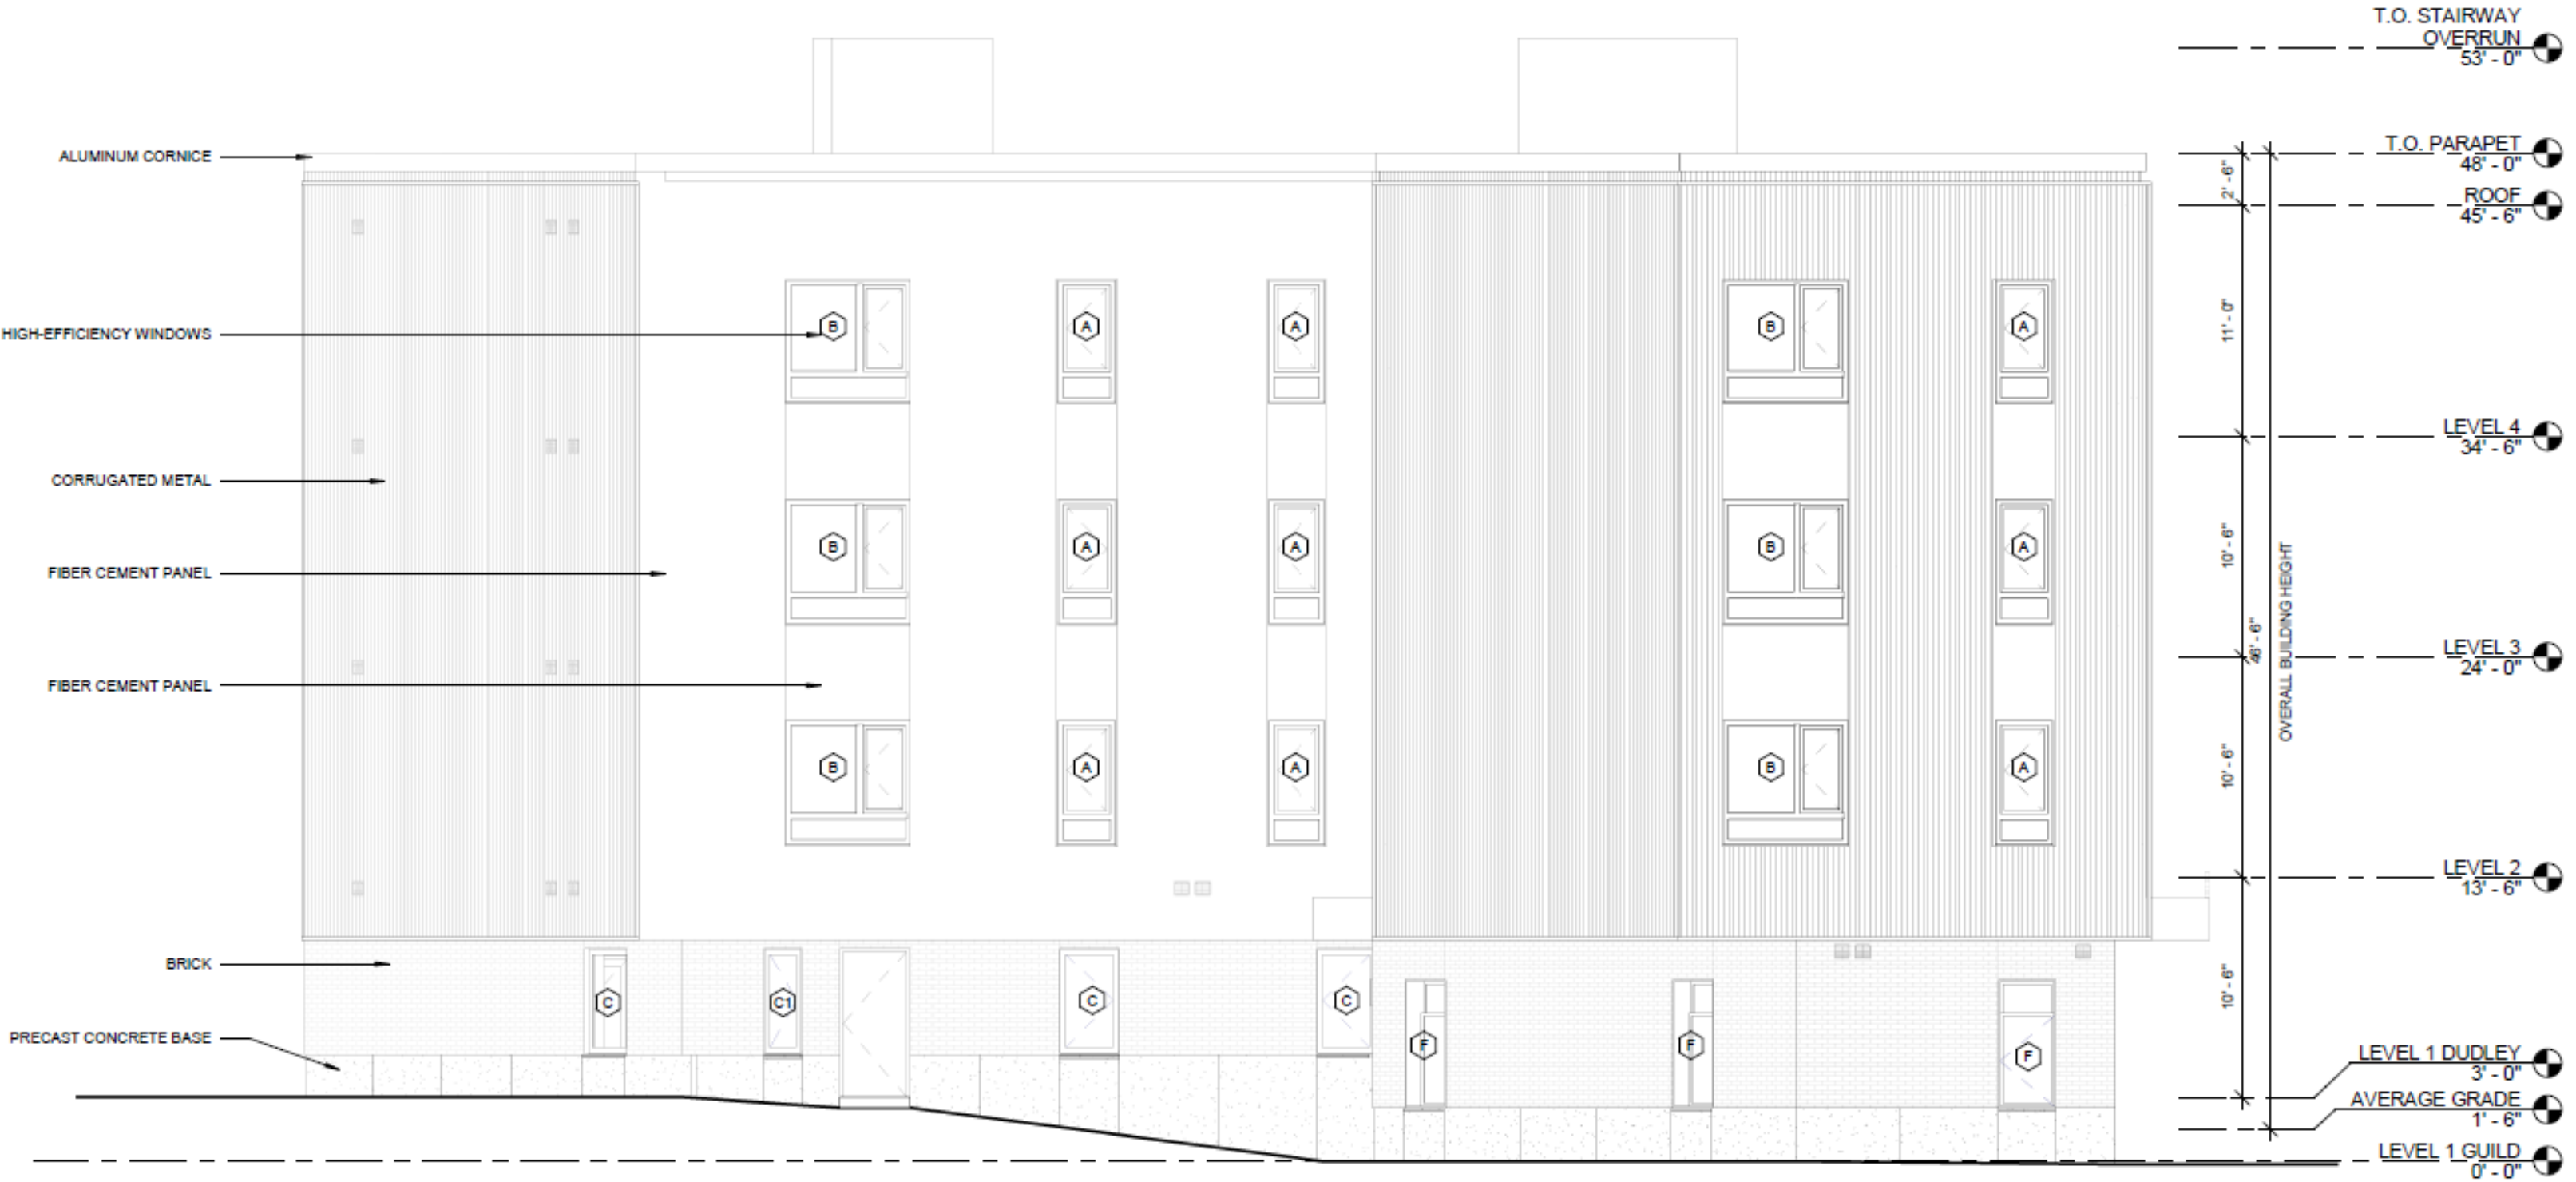 T.O. STAIRWAY
OVERRUN
53' - 0"
ALUMINUM CORNICE
T.O. PARAPET
48' - 0"
2' - 6"
ROOF
45' - 6"
HIGH-EFFICIENCY WINDOWS
B
A
A
B
A
11' - 0"
LEVEL 4
34' - 6"
CORRUGATED METAL
B
A
A
B
A
10' - 6"
FIBER CEMENT PANEL
46' - 6"
OVERALL BUILDING HEIGHT
LEVEL 3
24' - 0"
FIBER CEMENT PANEL
B
A
A
B
A
10' - 6"
LEVEL 2
13' - 6"
BRICK
C
C1
C
C
F
F
F
10' - 6"
PRECAST CONCRETE BASE
LEVEL 1 DUDLEY
3' - 0"
AVERAGE GRADE
1' - 6"
LEVEL 1 GUILD
0' - 0"